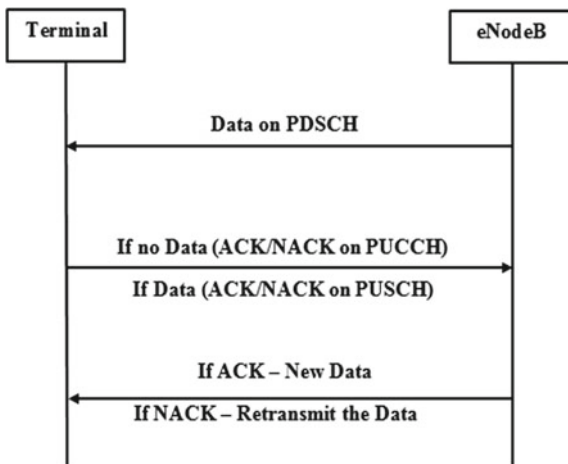 Terminal
eNodeB
Data on PDSCH
If no Data (ACK/NACK on PUCCH)
If Data (ACK/NACK on PUSCH)
If ACK – New Data
If NACK – Retransmit the Data